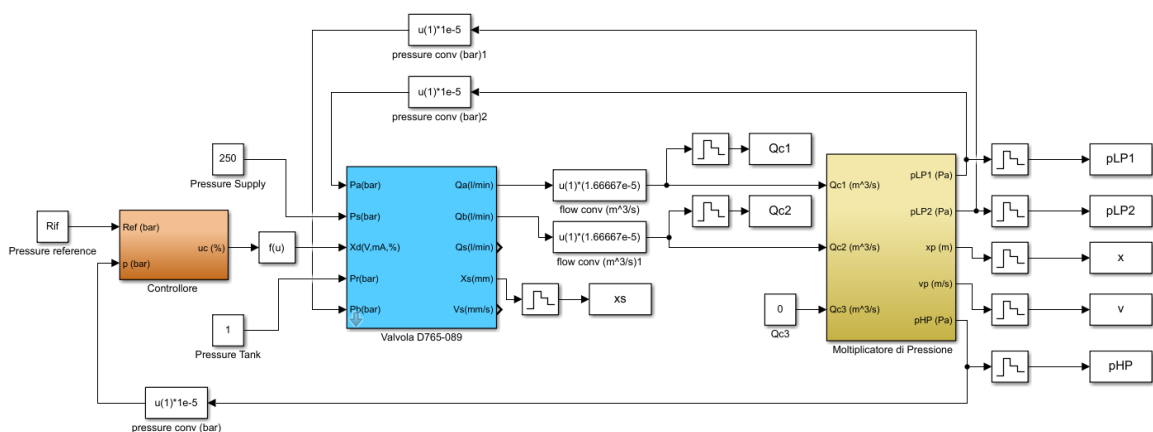 u(1)*1e-5
pressure conv (bar)1
u(1)*1e-5
pressure conv (bar)2
250
Pressure Supply
Rif
Pressure reference
Ref (bar)
p (bar)
uc (%)
Controllore
f(u)
1
Pressure Tank
u(1)*1e-5
pressure conv (bar)
Pa(bar)
Ps(bar)
Xd(V,mA,%)
Pr(bar)
Pb(bar)
Qa(l/min)
Qb(l/min)
Qs(l/min)
Xs(mm)
Vs(mm/s)
Valvola D765-089
u(1)*(1.66667e-5)
flow conv (m^3/s)
u(1)*(1.66667e-5)
flow conv (m^3/s)1
Qc1
Qc2
xs
0
Qc3
Qc1 (m^3/s)
Qc2 (m^3/s)
Qc3 (m^3/s)
pLP1 (Pa)
pLP2 (Pa)
xp (m)
vp (m/s)
pHP (Pa)
Moltiplicatore di Pressione
pLP1
pLP2
x
v
pHP